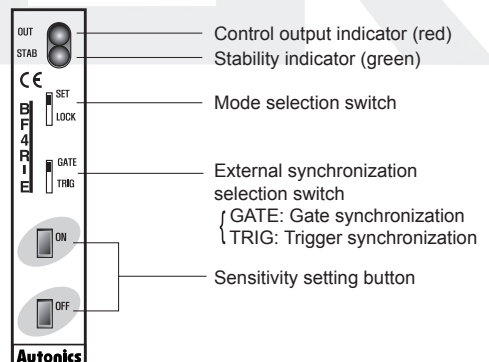 OUT
STAB
CE
SET
LOCK
BF4RIE
GATE
TRIG
ON
OFF
Autonics
Control output indicator (red)
Stability indicator (green)
Mode selection switch
External synchronization
selection switch
GATE: Gate synchronization
TRIG: Trigger synchronization
Sensitivity setting button